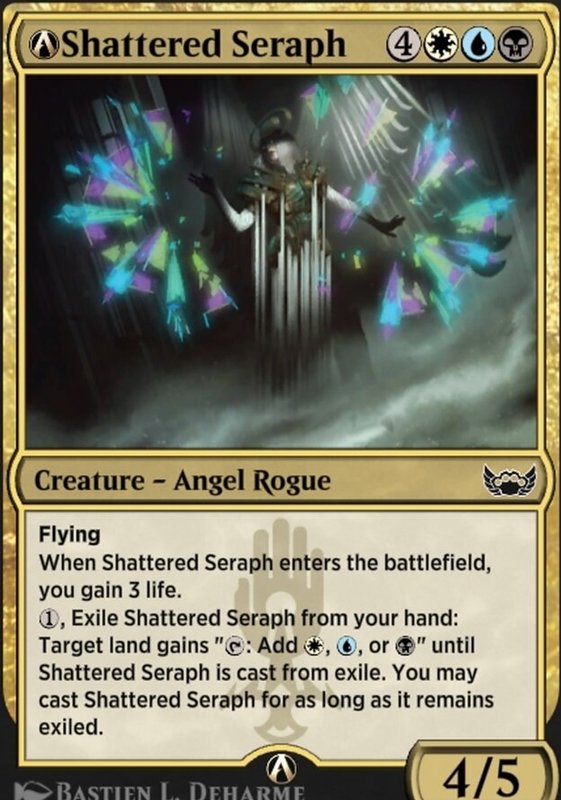 Shattered Seraph 4
Creature – Angel Rogue
Flying
When Shattered Seraph enters the battlefield,
you gain 3 life.
1, Exile Shattered Seraph from your hand:
Target land gains ": Add , , or " until
Shattered Seraph is cast from exile. You may
cast Shattered Seraph for as long as it remains
exiled.
4/5
Bastien L. Deharme